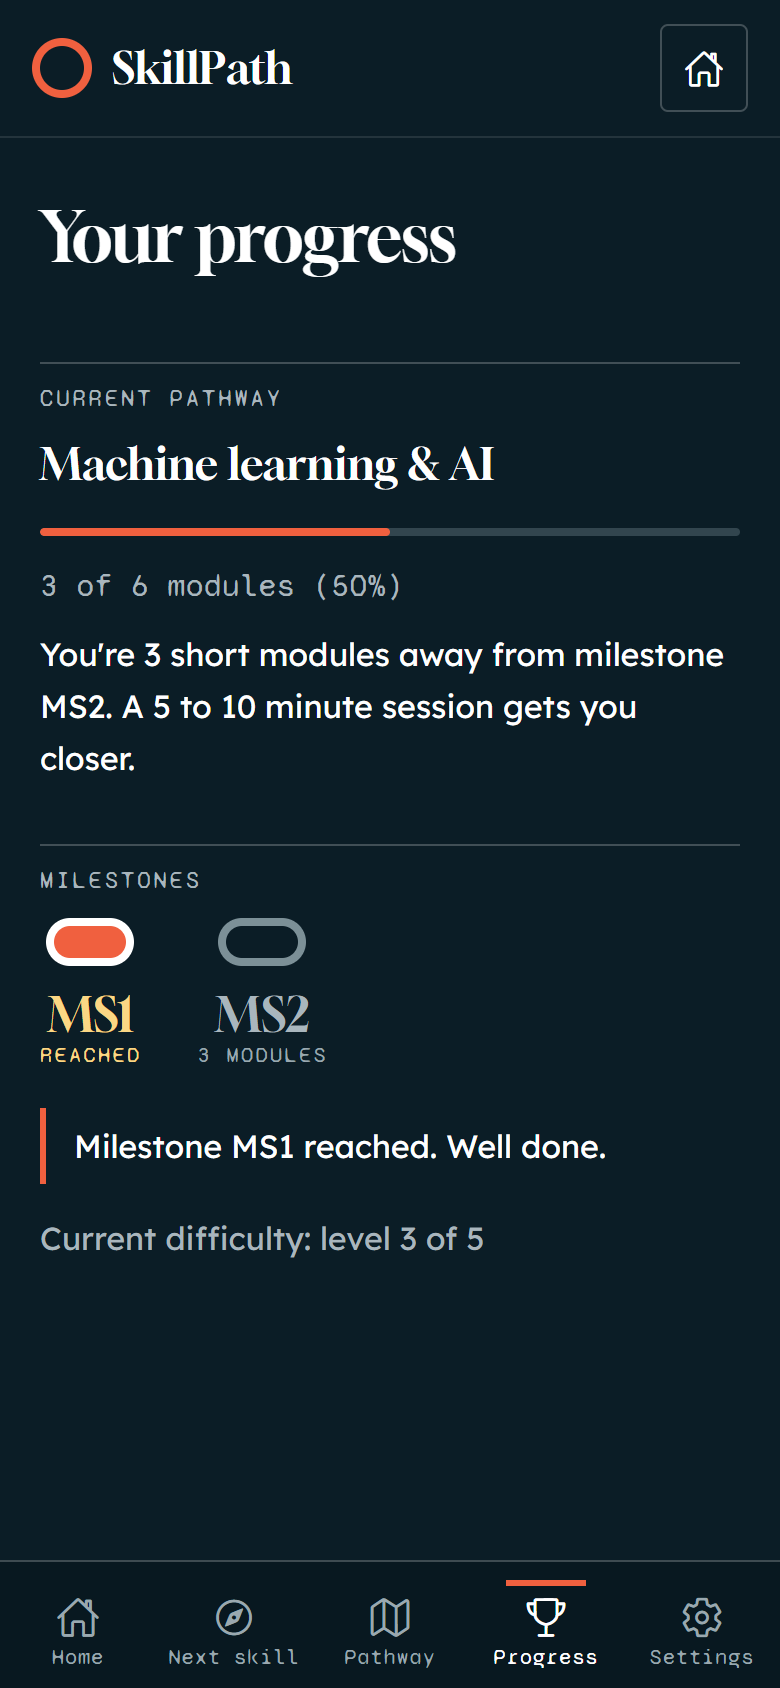 SkillPath
Your progress
CURRENT PATHWAY
Machine learning & AI
3 of 6 modules (50%)
You're 3 short modules away from milestone
MS2. A 5 to 10 minute session gets you
closer.
MILESTONES
MS1 MS2
REACHED 3 MODULES
Milestone MS1 reached. Well done.
Current difficulty: level 3 of 5
Home Next skill Pathway Progress Settings